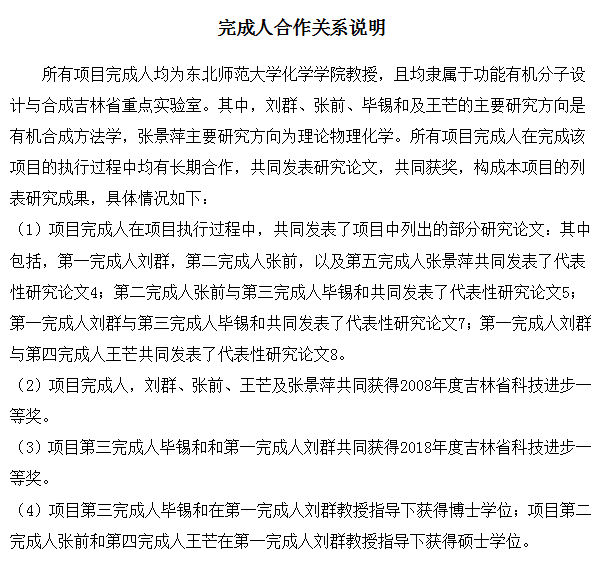 完成人合作关系说明
所有项目完成人均为东北师范大学化学学院教授，且均隶属于功能有机分子设
计与合成吉林省重点实验室。其中，刘群、张前、毕锡和及王芒的主要研究方向是
有机合成方法学，张景萍主要研究方向为理论物理化学。所有项目完成人在完成该
项目的执行过程中均有长期合作，共同发表研究论文，共同获奖，构成本项目的列
表研究成果，具体情况如下：
（1）项目完成人在项目执行过程中，共同发表了项目中列出的部分研究论文：其中
包括，第一完成人刘群，第二完成人张前，以及第五完成人张景萍共同发表了代表
性研究论文4；第二完成人张前与第三完成人毕锡和共同发表了代表性研究论文5；
第一完成人刘群与第三完成人毕锡和共同发表了代表性研究论文7；第一完成人刘群
与第四完成人王芒共同发表了代表性研究论文8。
（2）项目完成人，刘群、张前、王芒及张景萍共同获得2008年度吉林省科技进步一
等奖。
（3）项目第三完成人毕锡和和第一完成人刘群共同获得2018年度吉林省科技进步一
等奖。
（4）项目第三完成人毕锡和在第一完成人刘群教授指导下获得博士学位；项目第二
完成人张前和第四完成人王芒在第一完成人刘群教授指导下获得硕士学位。